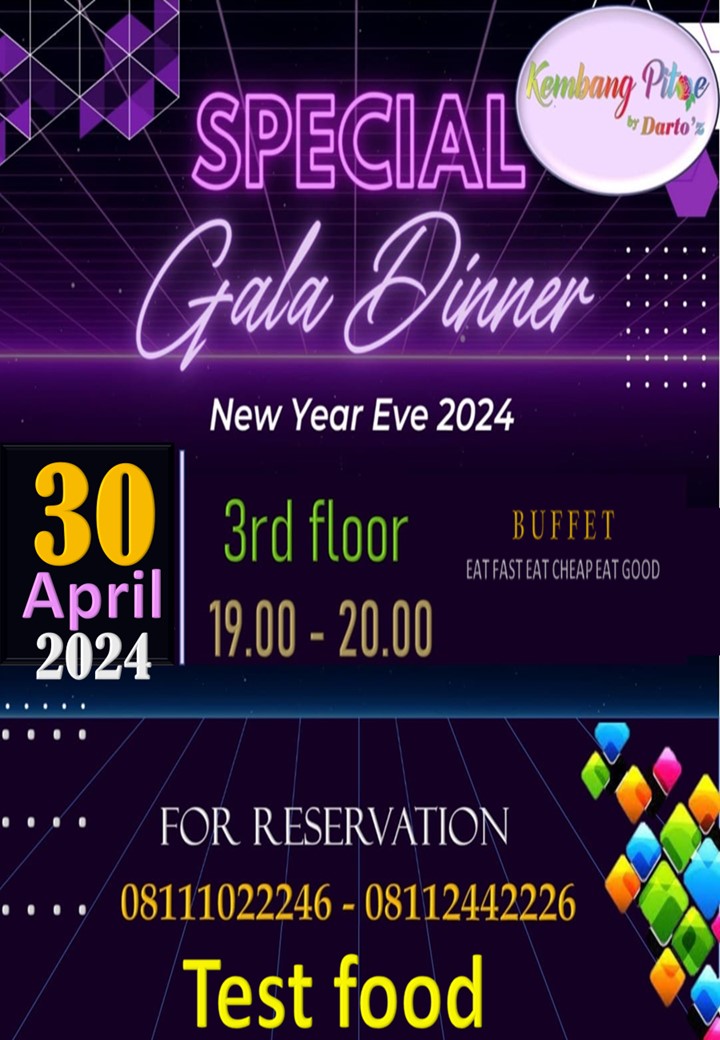 Kembang Pitoe
by Darto'z
SPECIAL
Gala Dinner
New Year Eve 2024
30
April
2024
3rd floor
19.00 - 20.00
BUFFET
EAT FAST EAT CHEAP EAT GOOD
FOR RESERVATION
08111022246 - 08112442226
Test food